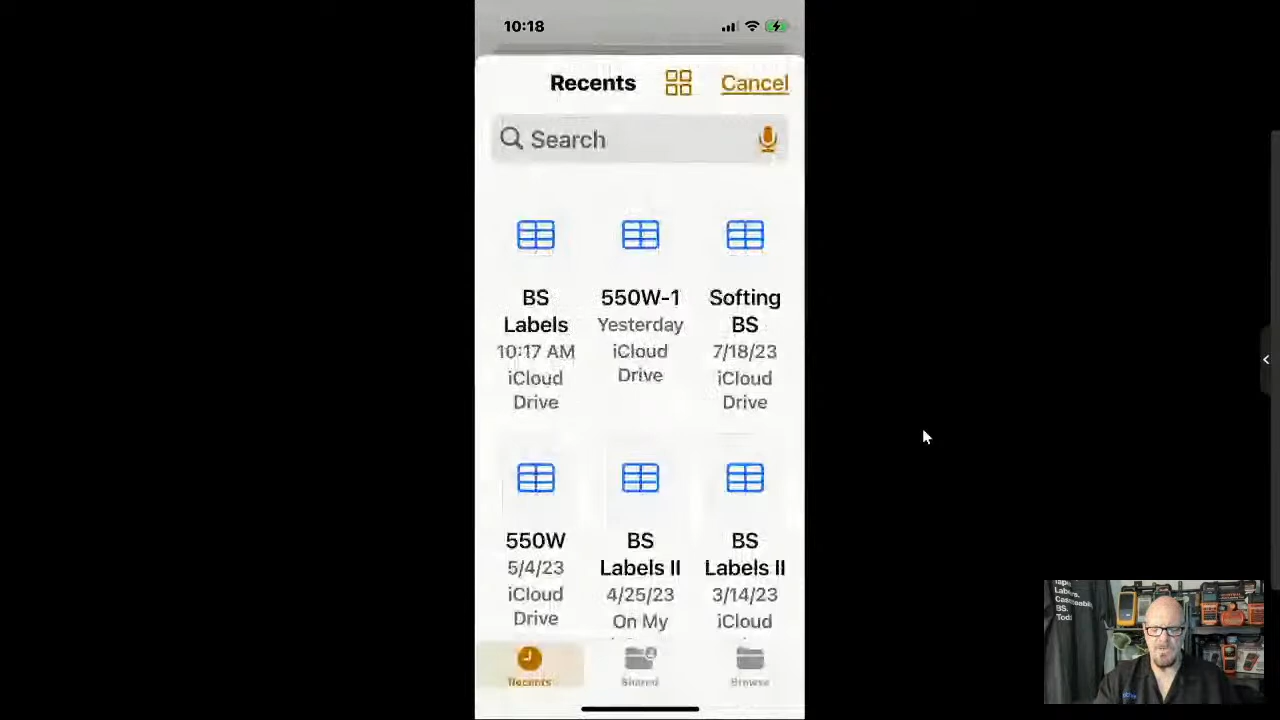 10:18
Recents
Cancel
Search
BS
Labels
10:17 AM
iCloud
Drive
550W-1
Yesterday
iCloud
Drive
Softing
BS
7/18/23
iCloud
Drive
550W
5/4/23
iCloud
Drive
BS
Labels II
4/25/23
On My
BS
Labels II
3/14/23
iCloud
Recents
Shared
Browse
Labels.
BS.